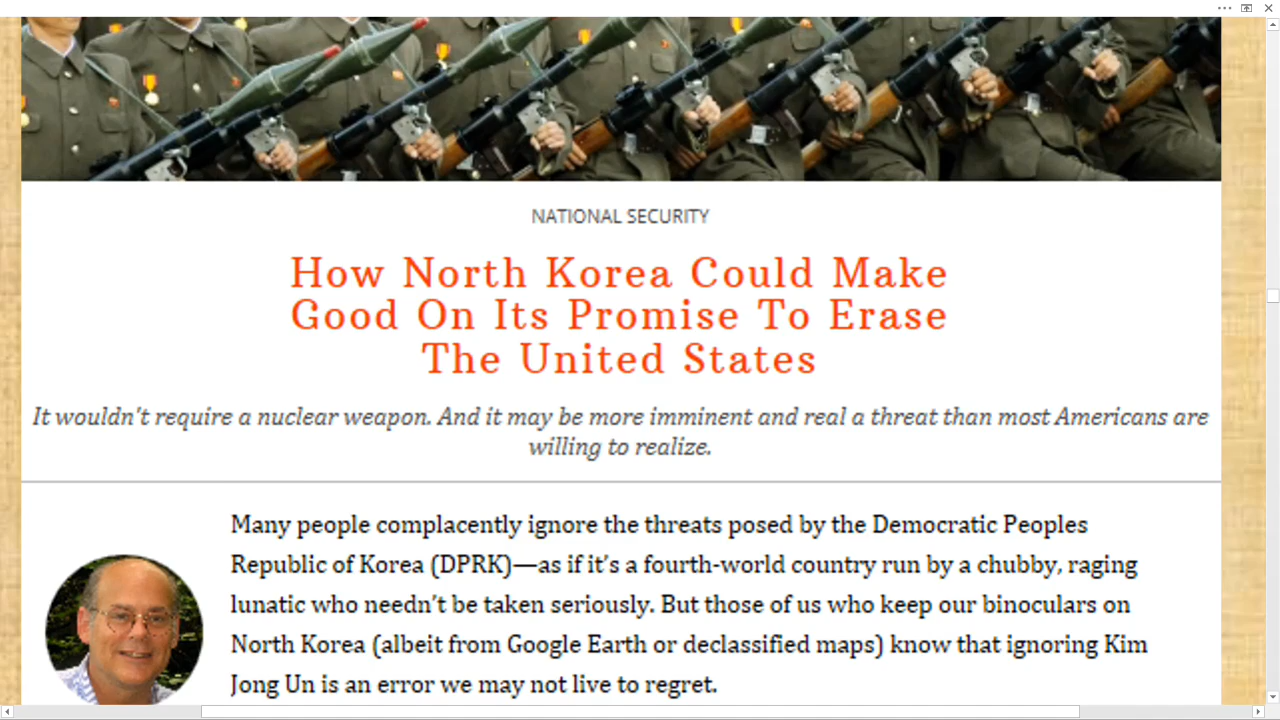 NATIONAL SECURITY
How North Korea Could Make
Good On Its Promise To Erase
The United States
It wouldn't require a nuclear weapon. And it may be more imminent and real a threat than most Americans are
willing to realize.
Many people complacently ignore the threats posed by the Democratic Peoples
Republic of Korea (DPRK)—as if it’s a fourth-world country run by a chubby, raging
lunatic who needn’t be taken seriously. But those of us who keep our binoculars on
North Korea (albeit from Google Earth or declassified maps) know that ignoring Kim
Jong Un is an error we may not live to regret.